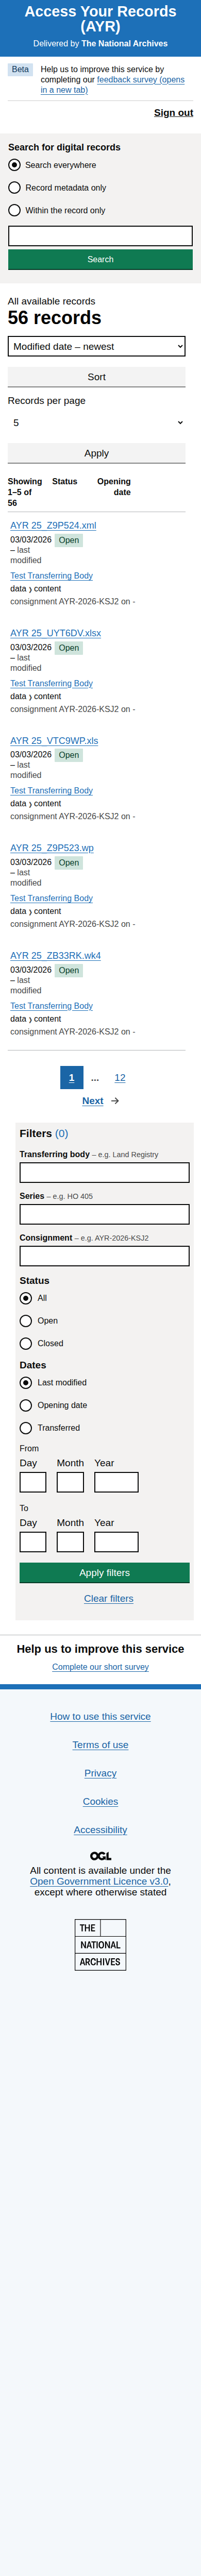 Access Your Records
(AYR)
Delivered by The National Archives
Beta
Help us to improve this service by
completing our feedback survey (opens
in a new tab)
Sign out
Search for digital records
Search everywhere
Record metadata only
Within the record only
Search
All available records
56 records
Modified date – newest
Sort
Records per page
5
Apply
Showing 1–5 of 56
Status
Opening date
AYR 25_Z9P524.xml
03/03/2026 – last modified
Open
Test Transferring Body
data › content
consignment AYR-2026-KSJ2 on -
AYR 25_UYT6DV.xlsx
03/03/2026 – last modified
Open
Test Transferring Body
data › content
consignment AYR-2026-KSJ2 on -
AYR 25_VTC9WP.xls
03/03/2026 – last modified
Open
Test Transferring Body
data › content
consignment AYR-2026-KSJ2 on -
AYR 25_Z9P523.wp
03/03/2026 – last modified
Open
Test Transferring Body
data › content
consignment AYR-2026-KSJ2 on -
AYR 25_ZB33RK.wk4
03/03/2026 – last modified
Open
Test Transferring Body
data › content
consignment AYR-2026-KSJ2 on -
1 ... 12
Next →
Filters (0)
Transferring body – e.g. Land Registry
Series – e.g. HO 405
Consignment – e.g. AYR-2026-KSJ2
Status
All
Open
Closed
Dates
Last modified
Opening date
Transferred
From
Day Month Year
To
Day Month Year
Apply filters
Clear filters
Help us to improve this service
Complete our short survey
How to use this service
Terms of use
Privacy
Cookies
Accessibility
OGL
All content is available under the
Open Government Licence v3.0,
except where otherwise stated
THE
NATIONAL
ARCHIVES